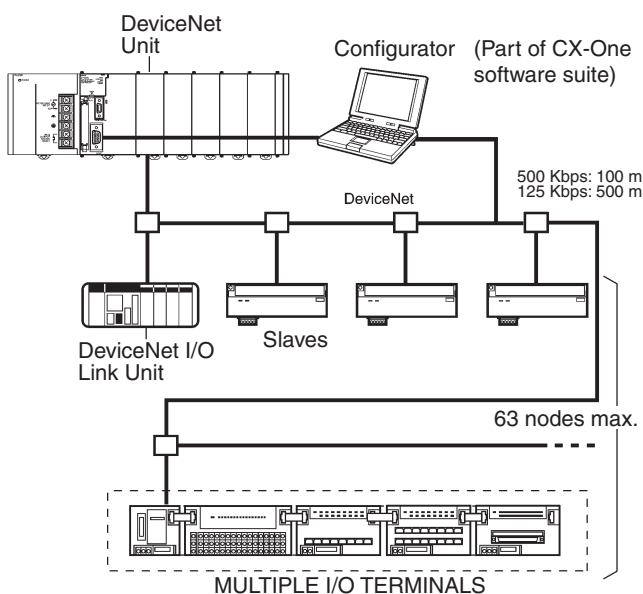 DeviceNet
Unit
Configurator
(Part of CX-One
software suite)
500 Kbps: 100 m
125 Kbps: 500 m
DeviceNet
Slaves
DeviceNet I/O
Link Unit
63 nodes max.
MULTIPLE I/O TERMINALS